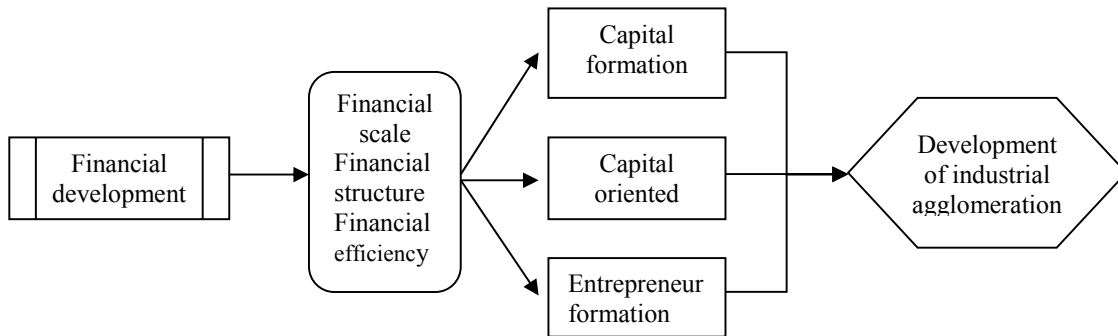 Financial
development
Financial
scale
Financial
structure Financial
efficiency
Capital
formation
Capital
oriented
Entrepreneur
formation
Development
of industrial
agglomeration